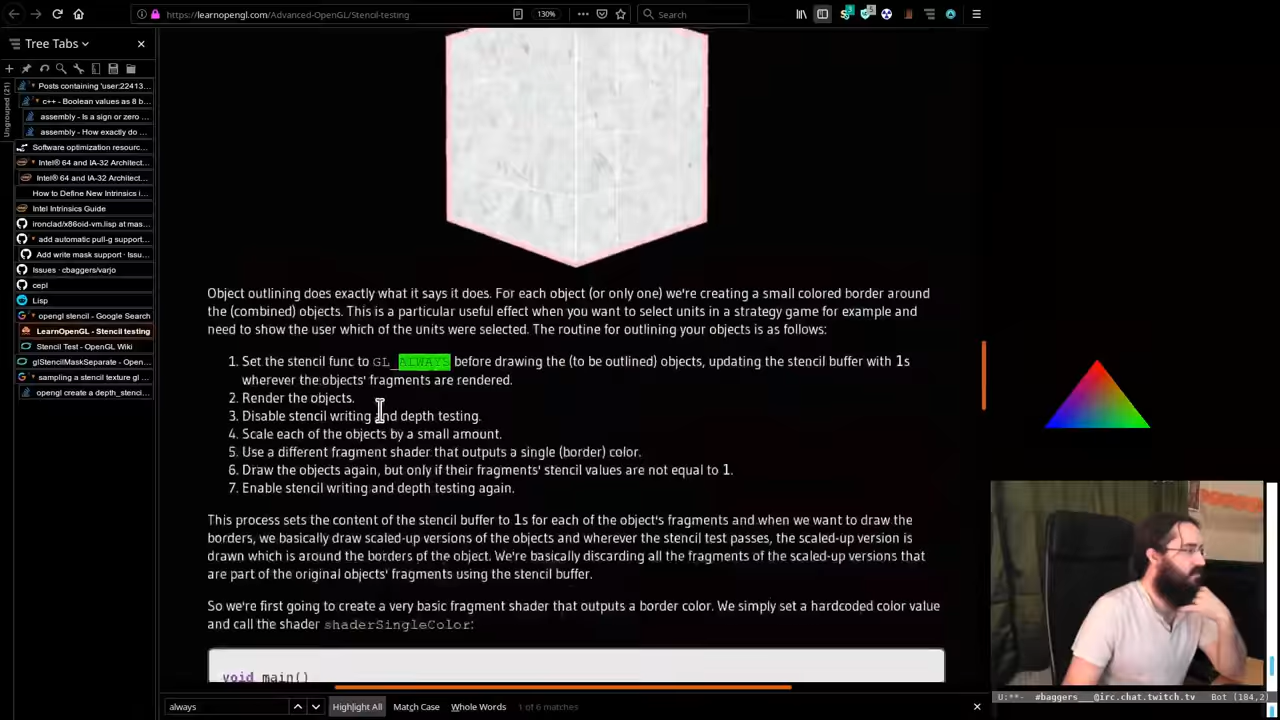 https://learnopengl.com/Advanced-OpenGL/Stencil-testing
130%
Search
Tree Tabs
Ungrouped (21)
Posts containing 'user:22413...
c++ - Boolean values as 8 b...
assembly - Is a sign or zero ...
assembly - How exactly do ...
Software optimization resourc...
Intel® 64 and IA-32 Architect...
Intel® 64 and IA-32 Architect...
How to Define New Intrinsics i...
Intel Intrinsics Guide
ironclad/x86oid-vm.lisp at mas...
add automatic pull-g support...
Add write mask support · Issu...
Issues · cbaggers/varjo
cepl
Lisp
opengl stencil - Google Search
LearnOpenGL - Stencil testing
Stencil Test - OpenGL Wiki
glStencilMaskSeparate - Open...
sampling a stencil texture gl ...
opengl create a depth_stenci...
Object outlining does exactly what it says it does. For each object (or only one) we're creating a small colored border around
the (combined) objects. This is a particular useful effect when you want to select units in a strategy game for example and
need to show the user which of the units were selected. The routine for outlining your objects is as follows:
1. Set the stencil func to GL_ALWAYS before drawing the (to be outlined) objects, updating the stencil buffer with 1s
wherever the objects' fragments are rendered.
2. Render the objects.
3. Disable stencil writing and depth testing.
4. Scale each of the objects by a small amount.
5. Use a different fragment shader that outputs a single (border) color.
6. Draw the objects again, but only if their fragments' stencil values are not equal to 1.
7. Enable stencil writing and depth testing again.
This process sets the content of the stencil buffer to 1s for each of the object's fragments and when we want to draw the
borders, we basically draw scaled-up versions of the objects and wherever the stencil test passes, the scaled-up version is
drawn which is around the borders of the object. We're basically discarding all the fragments of the scaled-up versions that
are part of the original objects' fragments using the stencil buffer.
So we're first going to create a very basic fragment shader that outputs a border color. We simply set a hardcoded color value
and call the shader shaderSingleColor:
void main()
always
Highlight All
Match Case
Whole Words
1 of 6 matches
U:**- #baggers___@irc.chat.twitch.tv Bot (184,2)